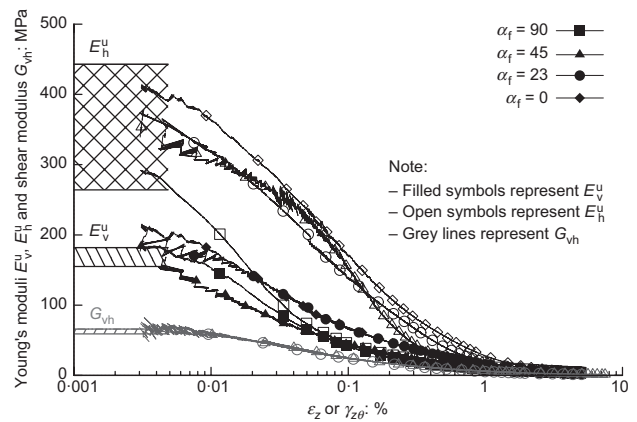 Young's moduli E_v^u, E_h^u and shear modulus G_vh: MPa
500
400
300
200
100
0
E_h^u
E_v^u
G_vh
α_f = 90
α_f = 45
α_f = 23
α_f = 0
Note:
– Filled symbols represent E_v^u
– Open symbols represent E_h^u
– Grey lines represent G_vh
0·001
0·01
0·1
1
10
ε_z or γ_zθ: %